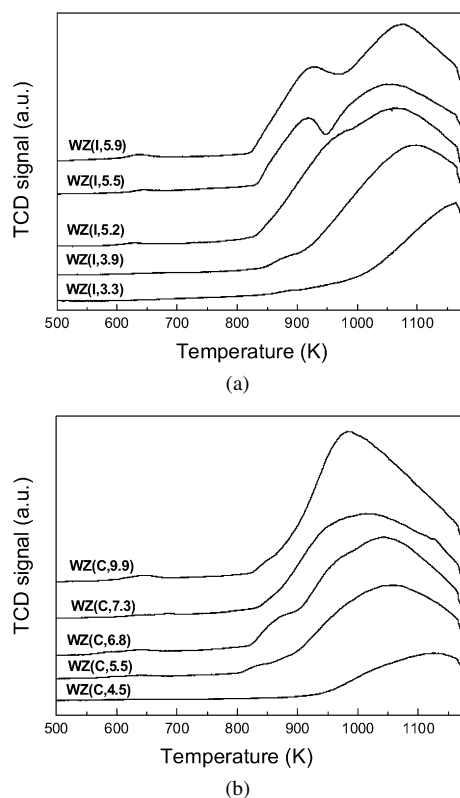 TCD signal (a.u.)
WZ(I,5.9)
WZ(I,5.5)
WZ(I,5.2)
WZ(I,3.9)
WZ(I,3.3)
500 600 700 800 900 1000 1100
Temperature (K)
(a)
TCD signal (a.u.)
WZ(C,9.9)
WZ(C,7.3)
WZ(C,6.8)
WZ(C,5.5)
WZ(C,4.5)
500 600 700 800 900 1000 1100
Temperature (K)
(b)